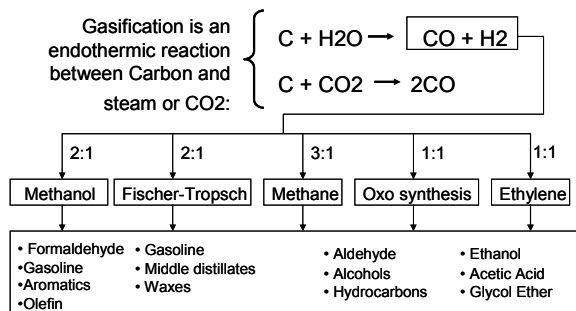 Gasification is an
endothermic reaction
between Carbon and
steam or CO2:
C + H2O → CO + H2
C + CO2 → 2CO
2:1 2:1 3:1 1:1 1:1
Methanol Fischer-Tropsch Methane Oxo synthesis Ethylene
• Formaldehyde
•Gasoline
•Aromatics
•Olefin
• Gasoline
• Middle distillates
• Waxes
• Aldehyde
• Alcohols
• Hydrocarbons
• Ethanol
• Acetic Acid
• Glycol Ether